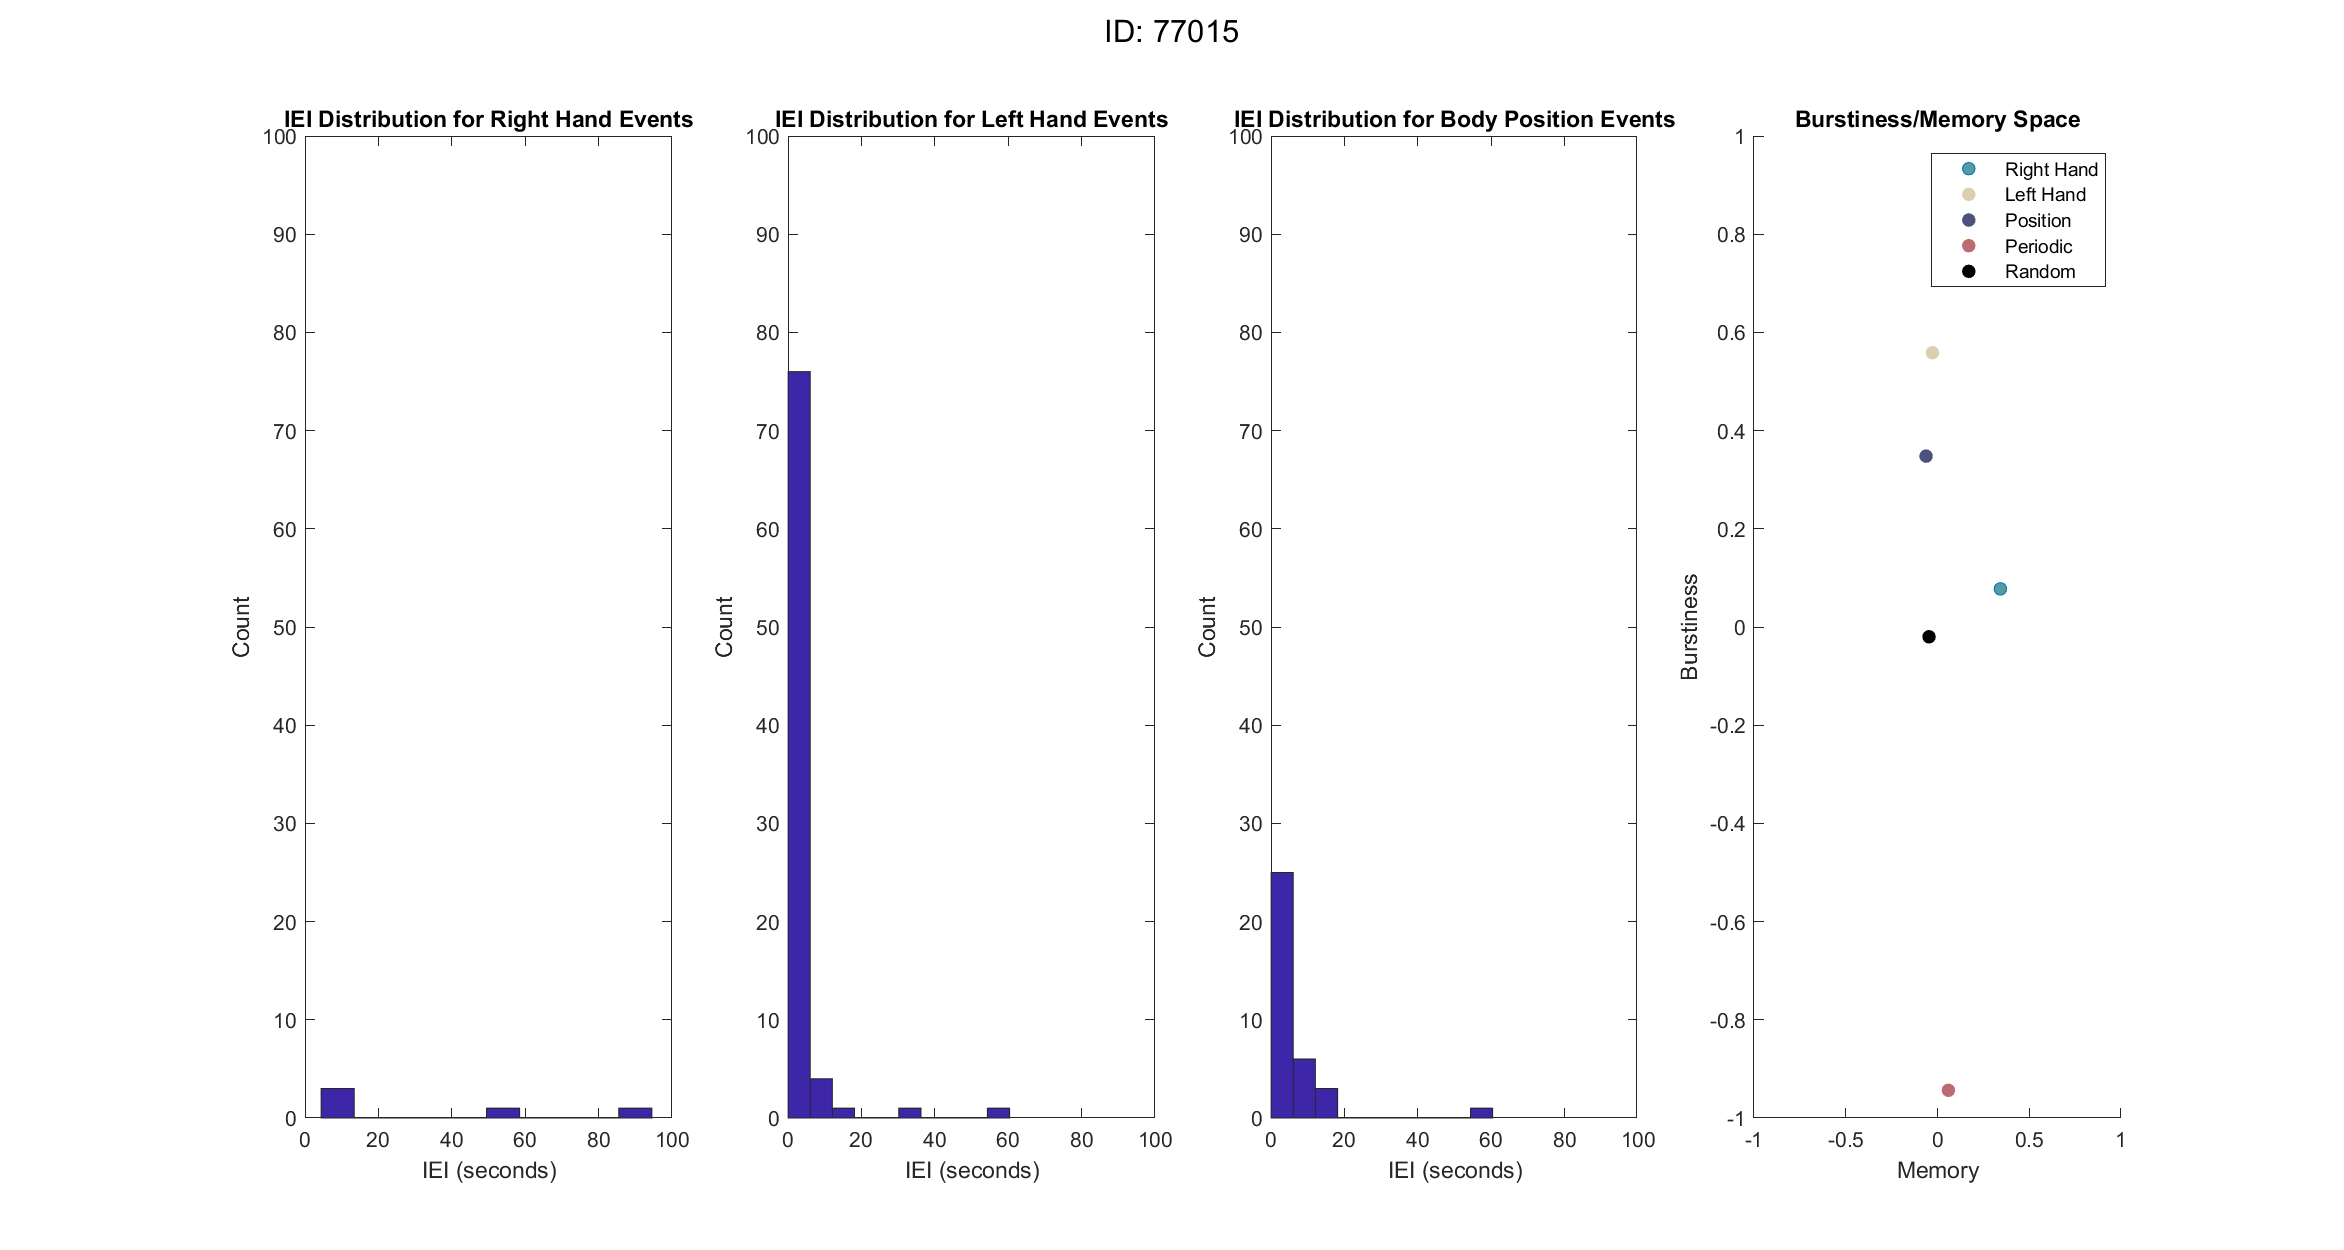 ID: 77015
IEI Distribution for Right Hand Events
100
90
80
70
60
50
40
30
20
10
0
Count
0 20 40 60 80 100
IEI (seconds)
IEI Distribution for Left Hand Events
100
90
80
70
60
50
40
30
20
10
0
Count
0 20 40 60 80 100
IEI (seconds)
IEI Distribution for Body Position Events
100
90
80
70
60
50
40
30
20
10
0
Count
0 20 40 60 80 100
IEI (seconds)
Burstiness/Memory Space
Right Hand
Left Hand
Position
Periodic
Random
1
0.8
0.6
0.4
0.2
0
-0.2
-0.4
-0.6
-0.8
-1
Burstiness
-1 -0.5 0 0.5 1
Memory